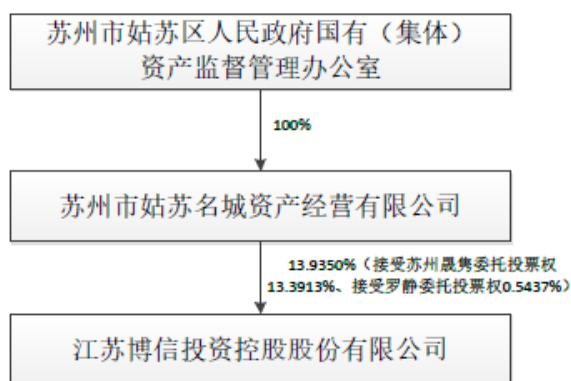 苏州市姑苏区人民政府国有（集体）
资产监督管理办公室
100%
苏州市姑苏名城资产经营有限公司
13.9350%（接受苏州晟隽委托投票权
13.3913%、接受罗静委托投票权0.5437%）
江苏博信投资控股股份有限公司